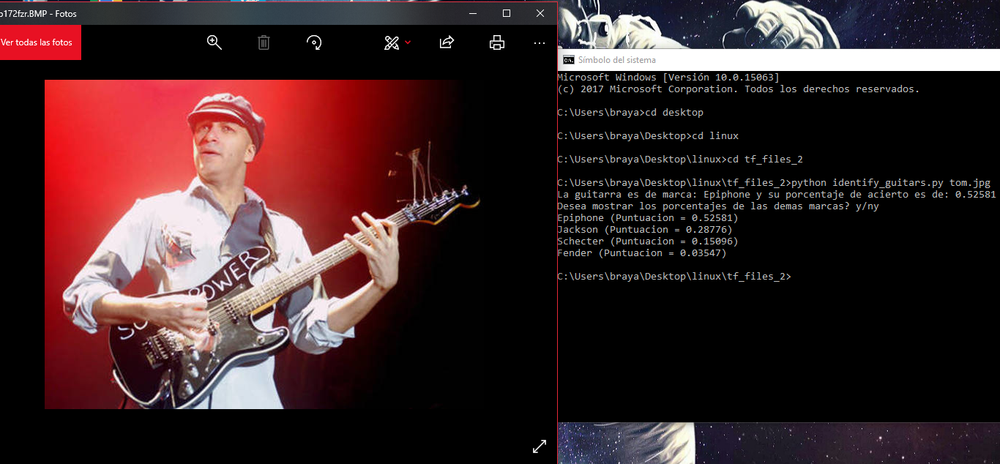 p172fzr.BMP - Fotos
Ver todas las fotos
POWER
Símbolo del sistema
Microsoft Windows [Versión 10.0.15063]
(c) 2017 Microsoft Corporation. Todos los derechos reservados.
C:\Users\braya>cd desktop
C:\Users\braya\Desktop>cd linux
C:\Users\braya\Desktop\linux>cd tf_files_2
C:\Users\braya\Desktop\linux\tf_files_2>python identify_guitars.py tom.jpg
La guitarra es de marca: Epiphone y su porcentaje de acierto es de: 0.52581
Desea mostrar los porcentajes de las demas marcas? y/ny
Epiphone (Puntuacion = 0.52581)
Jackson (Puntuacion = 0.28776)
Schecter (Puntuacion = 0.15096)
Fender (Puntuacion = 0.03547)
C:\Users\braya\Desktop\linux\tf_files_2>